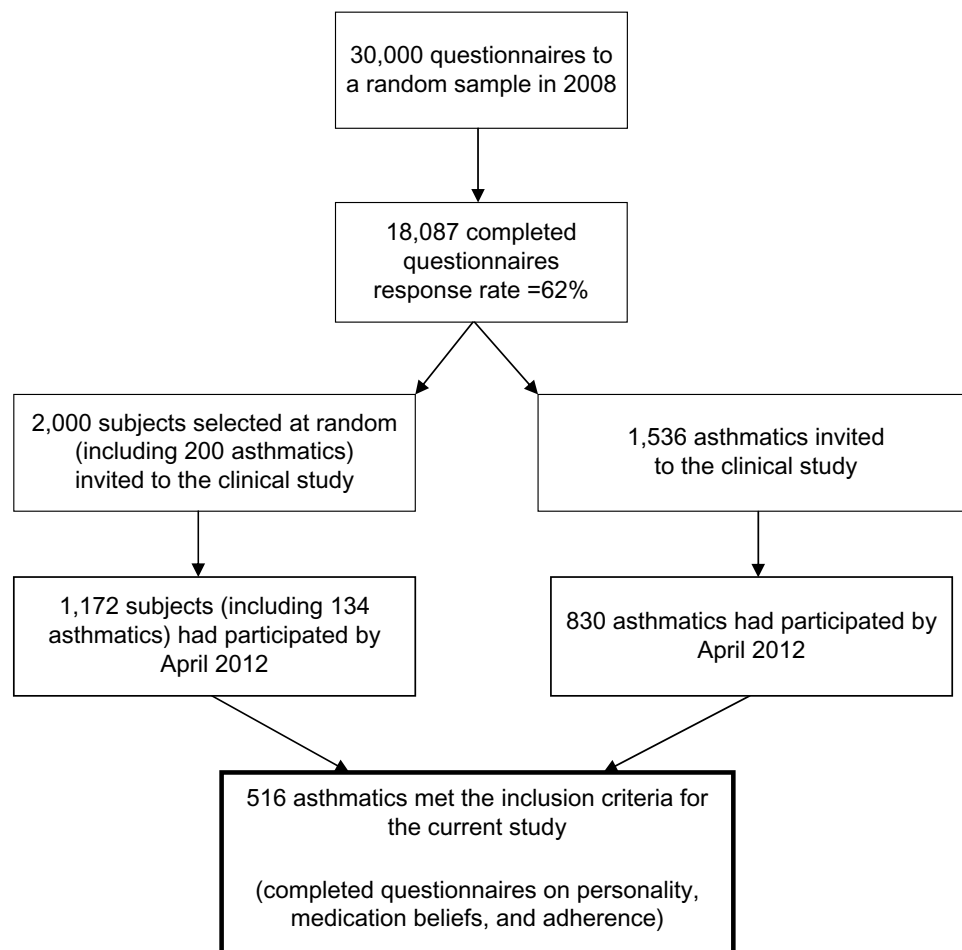 30,000 questionnaires to
a random sample in 2008
18,087 completed
questionnaires
response rate =62%
2,000 subjects selected at random
(including 200 asthmatics)
invited to the clinical study
1,536 asthmatics invited
to the clinical study
1,172 subjects (including 134
asthmatics) had participated by
April 2012
830 asthmatics had participated by
April 2012
516 asthmatics met the inclusion criteria for
the current study
(completed questionnaires on personality,
medication beliefs, and adherence)